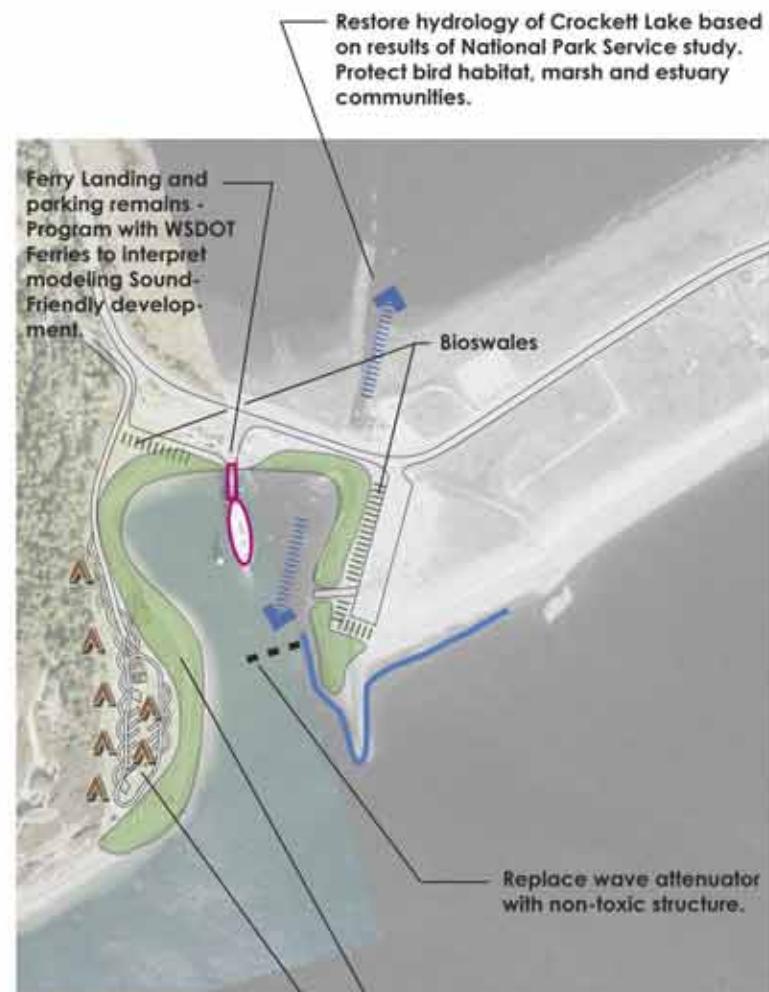 Restore hydrology of Crockett Lake based
on results of National Park Service study.
Protect bird habitat, marsh and estuary
communities.
Ferry Landing and
parking remains -
Program with WSDOT
Ferries to interpret
modeling Sound-
Friendly develop-
ment.
Bioswales
Replace wave attenuator
with non-toxic structure.